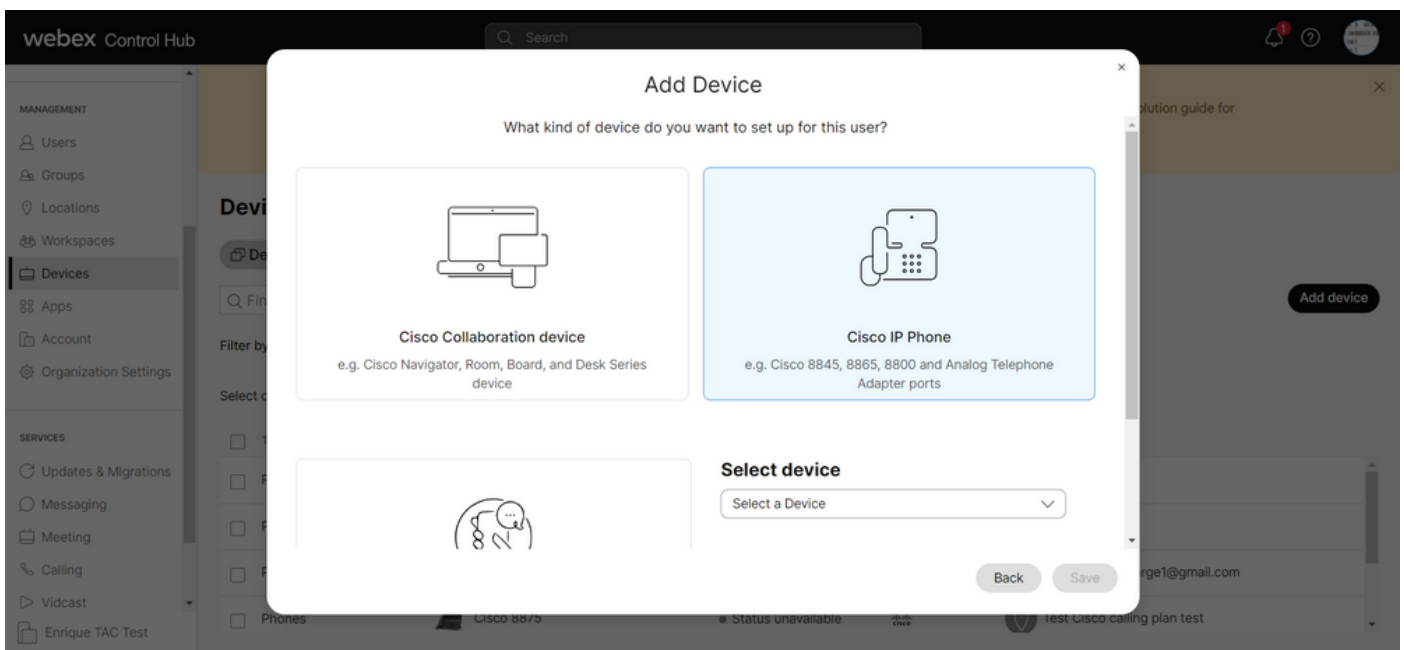 webex Control Hub
Search
1
MANAGEMENT
Users
Groups
Locations
Workspaces
Devices
Apps
Account
Organization Settings
SERVICES
Updates & Migrations
Messaging
Meeting
Calling
Vidcast
Enrique TAC Test
olution guide for
Devi
De
Fin
Add device
Filter by
Select
Add Device
What kind of device do you want to set up for this user?
Cisco Collaboration device
e.g. Cisco Navigator, Room, Board, and Desk Series
device
Cisco IP Phone
e.g. Cisco 8845, 8865, 8800 and Analog Telephone
Adapter ports
Select device
Select a Device
Back
Save
rge1@gmail.com
Phones
Cisco 8875
Status unavailable
CISCO
Test Cisco calling plan test